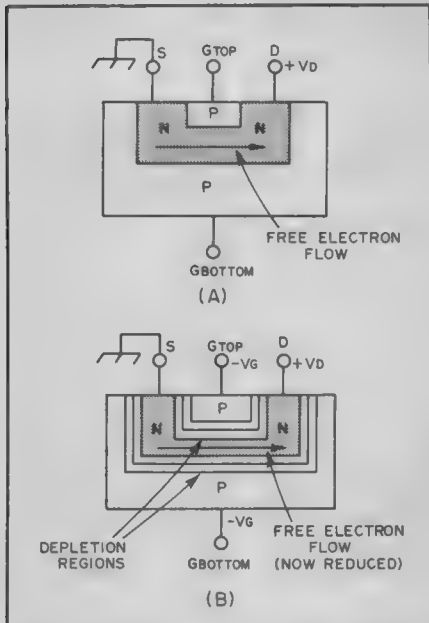 S
GTOP
D
+VD
P
N
N
P
FREE ELECTRON
FLOW
GBOTTOM
(A)
S
GTOP
-VG
D
+VD
P
N
N
P
-VG
DEPLETION
REGIONS
GBOTTOM
FREE ELECTRON
FLOW
(NOW REDUCED)
(B)